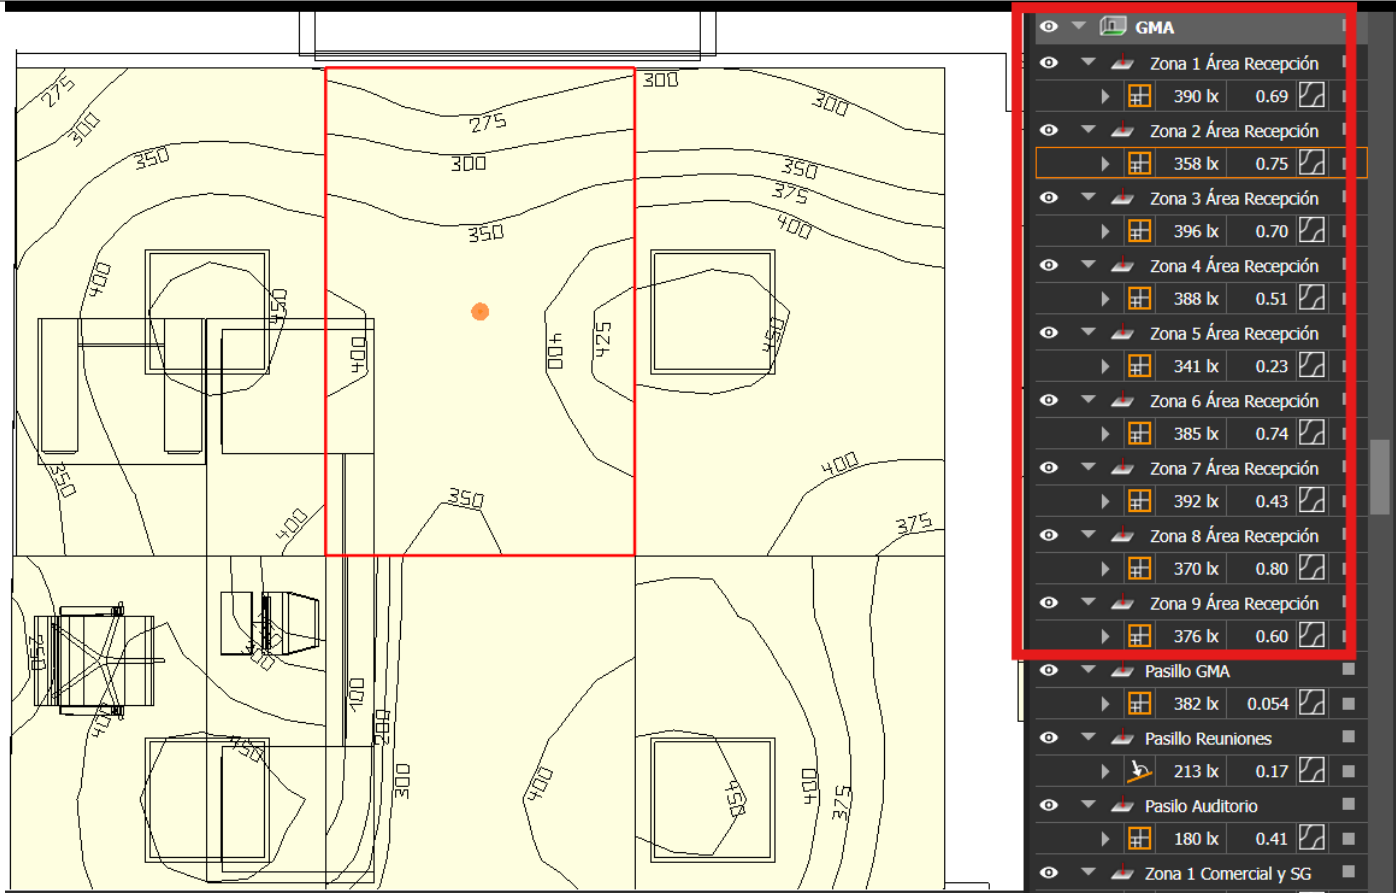 GMA
Zona 1 Área Recepción
390 lx 0.69
Zona 2 Área Recepción
358 lx 0.75
Zona 3 Área Recepción
396 lx 0.70
Zona 4 Área Recepción
388 lx 0.51
Zona 5 Área Recepción
341 lx 0.23
Zona 6 Área Recepción
385 lx 0.74
Zona 7 Área Recepción
392 lx 0.43
Zona 8 Área Recepción
370 lx 0.80
Zona 9 Área Recepción
376 lx 0.60
Pasillo GMA
382 lx 0.054
Pasillo Reuniones
213 lx 0.17
Pasilo Auditorio
180 lx 0.41
Zona 1 Comercial y SG
275
300
350
400
450
350
400
275
300
350
400
400
425
350
300
300
350
375
400
450
400
375
350
400
450
100
200
300
400
450
400
375